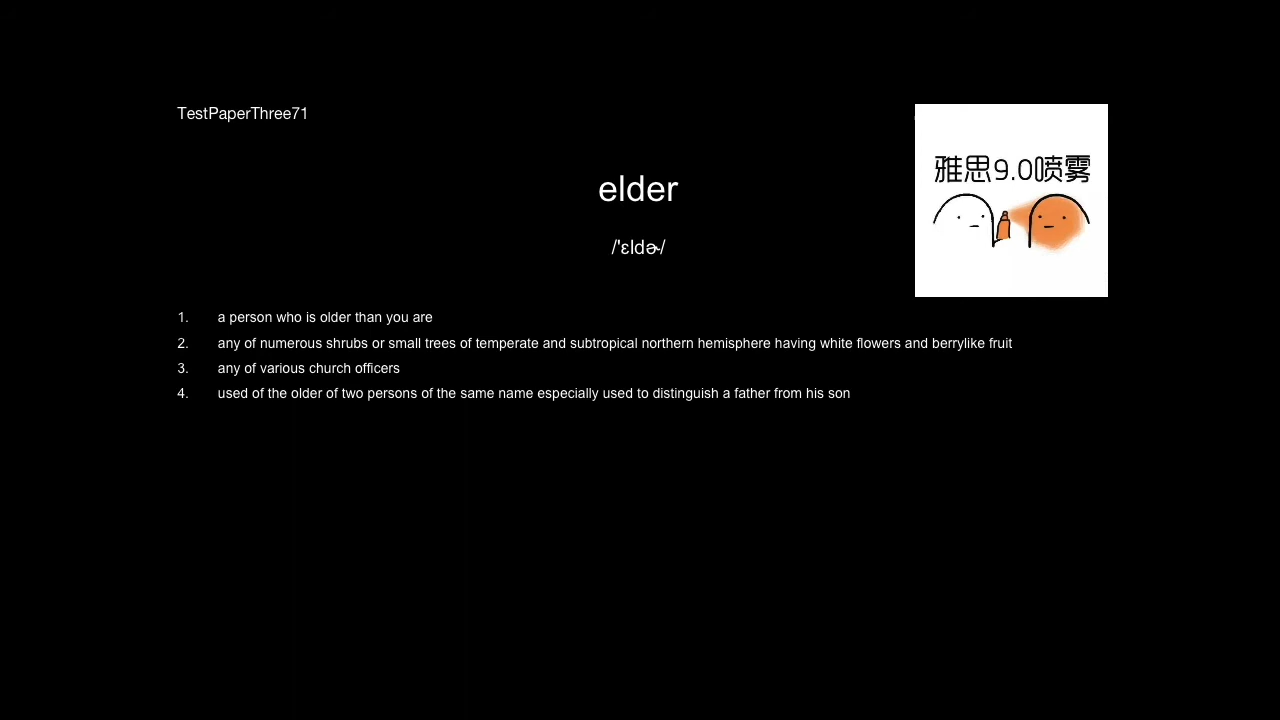 TestPaperThree71
雅思9.0喷雾
elder
/'ɛldɚ/
1. a person who is older than you are
2. any of numerous shrubs or small trees of temperate and subtropical northern hemisphere having white flowers and berrylike fruit
3. any of various church officers
4. used of the older of two persons of the same name especially used to distinguish a father from his son